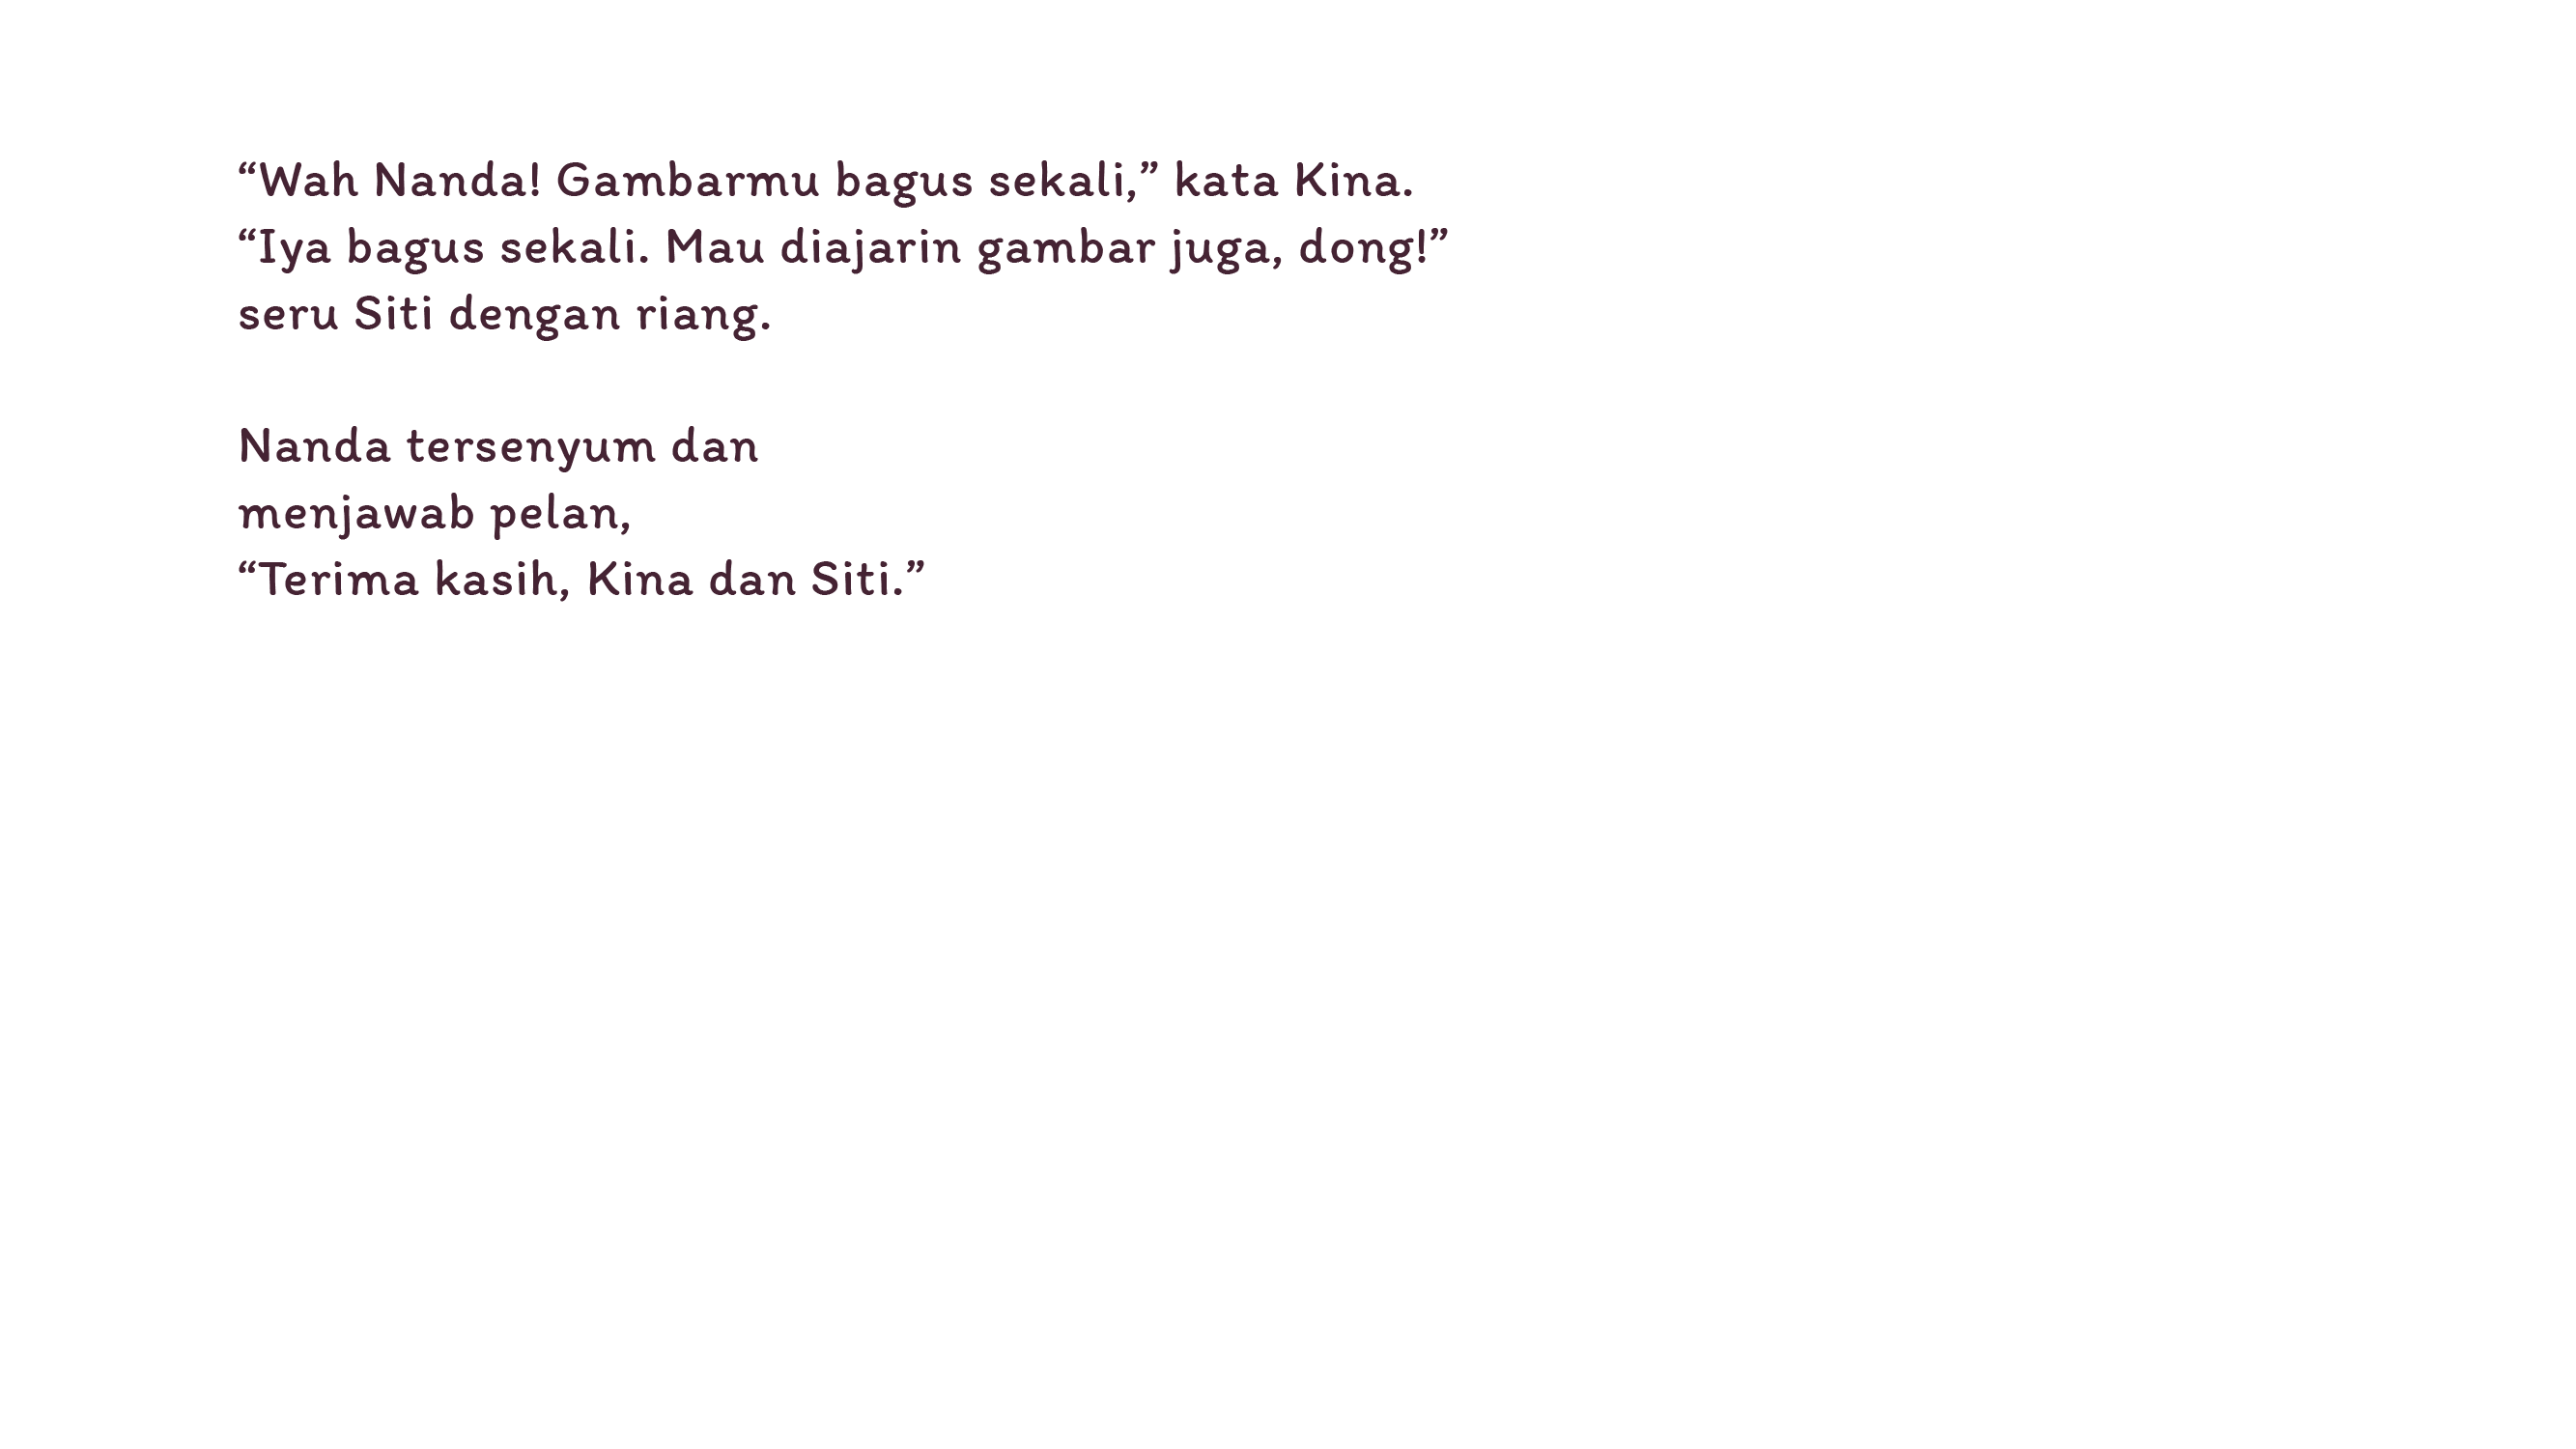 “Wah Nanda! Gambarmu bagus sekali,” kata Kina.
“Iya bagus sekali. Mau diajarin gambar juga, dong!”
seru Siti dengan riang.
Nanda tersenyum dan
menjawab pelan,
“Terima kasih, Kina dan Siti.”